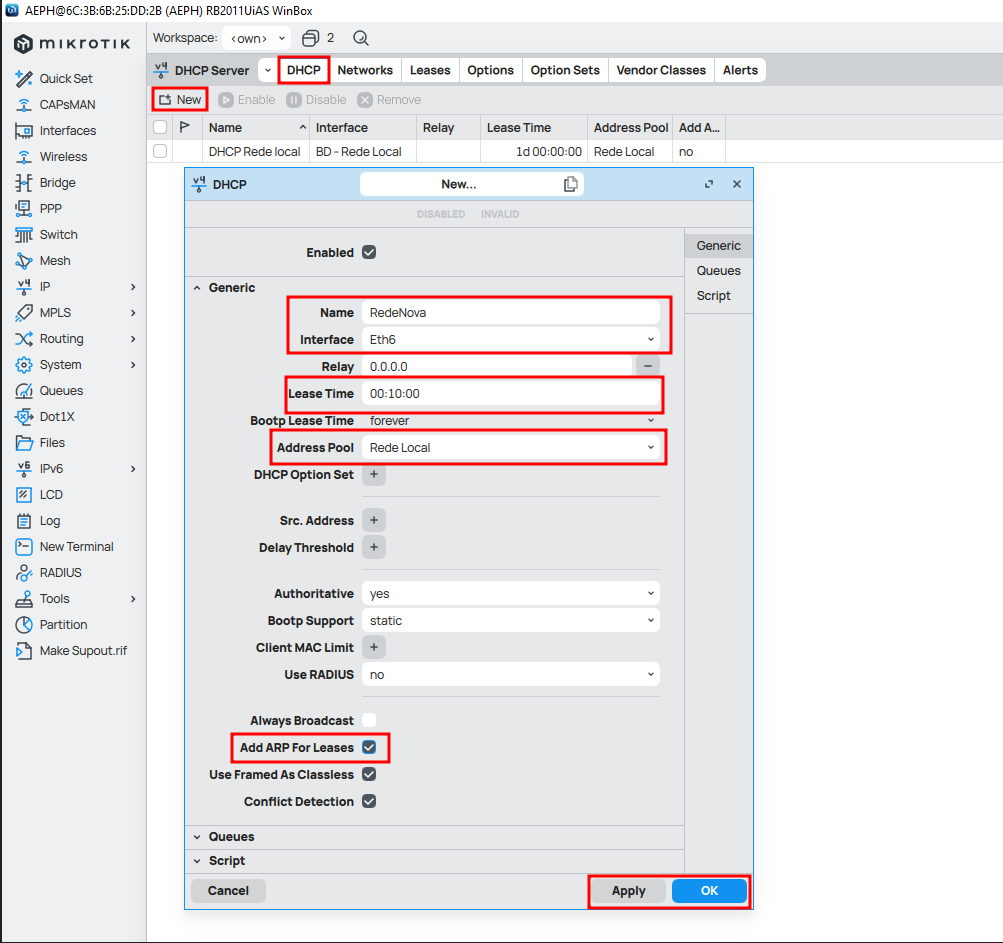 AEPH@6C:3B:6B:25:DD:2B (AEPH) RB2011UiAS WinBox
mikrotik
Workspace: <own> 2
Quick Set
CAPsMAN
Interfaces
Wireless
Bridge
PPP
Switch
Mesh
IP
MPLS
Routing
System
Queues
Dot1X
Files
IPv6
LCD
Log
New Terminal
RADIUS
Tools
Partition
Make Supout.rif
DHCP Server DHCP Networks Leases Options Option Sets Vendor Classes Alerts
New Enable Disable Remove
Name Interface Relay Lease Time Address Pool Add A...
DHCP Rede local BD - Rede Local 1d 00:00:00 Rede Local no
DHCP New...
DISABLED INVALID
Enabled
Generic
Name RedeNova
Interface Eth6
Relay 0.0.0.0
Lease Time 00:10:00
Bootp Lease Time forever
Address Pool Rede Local
DHCP Option Set +
Src. Address +
Delay Threshold +
Authoritative yes
Bootp Support static
Client MAC Limit +
Use RADIUS no
Always Broadcast
Add ARP For Leases
Use Framed As Classless
Conflict Detection
Queues
Script
Generic
Queues
Script
Cancel Apply OK